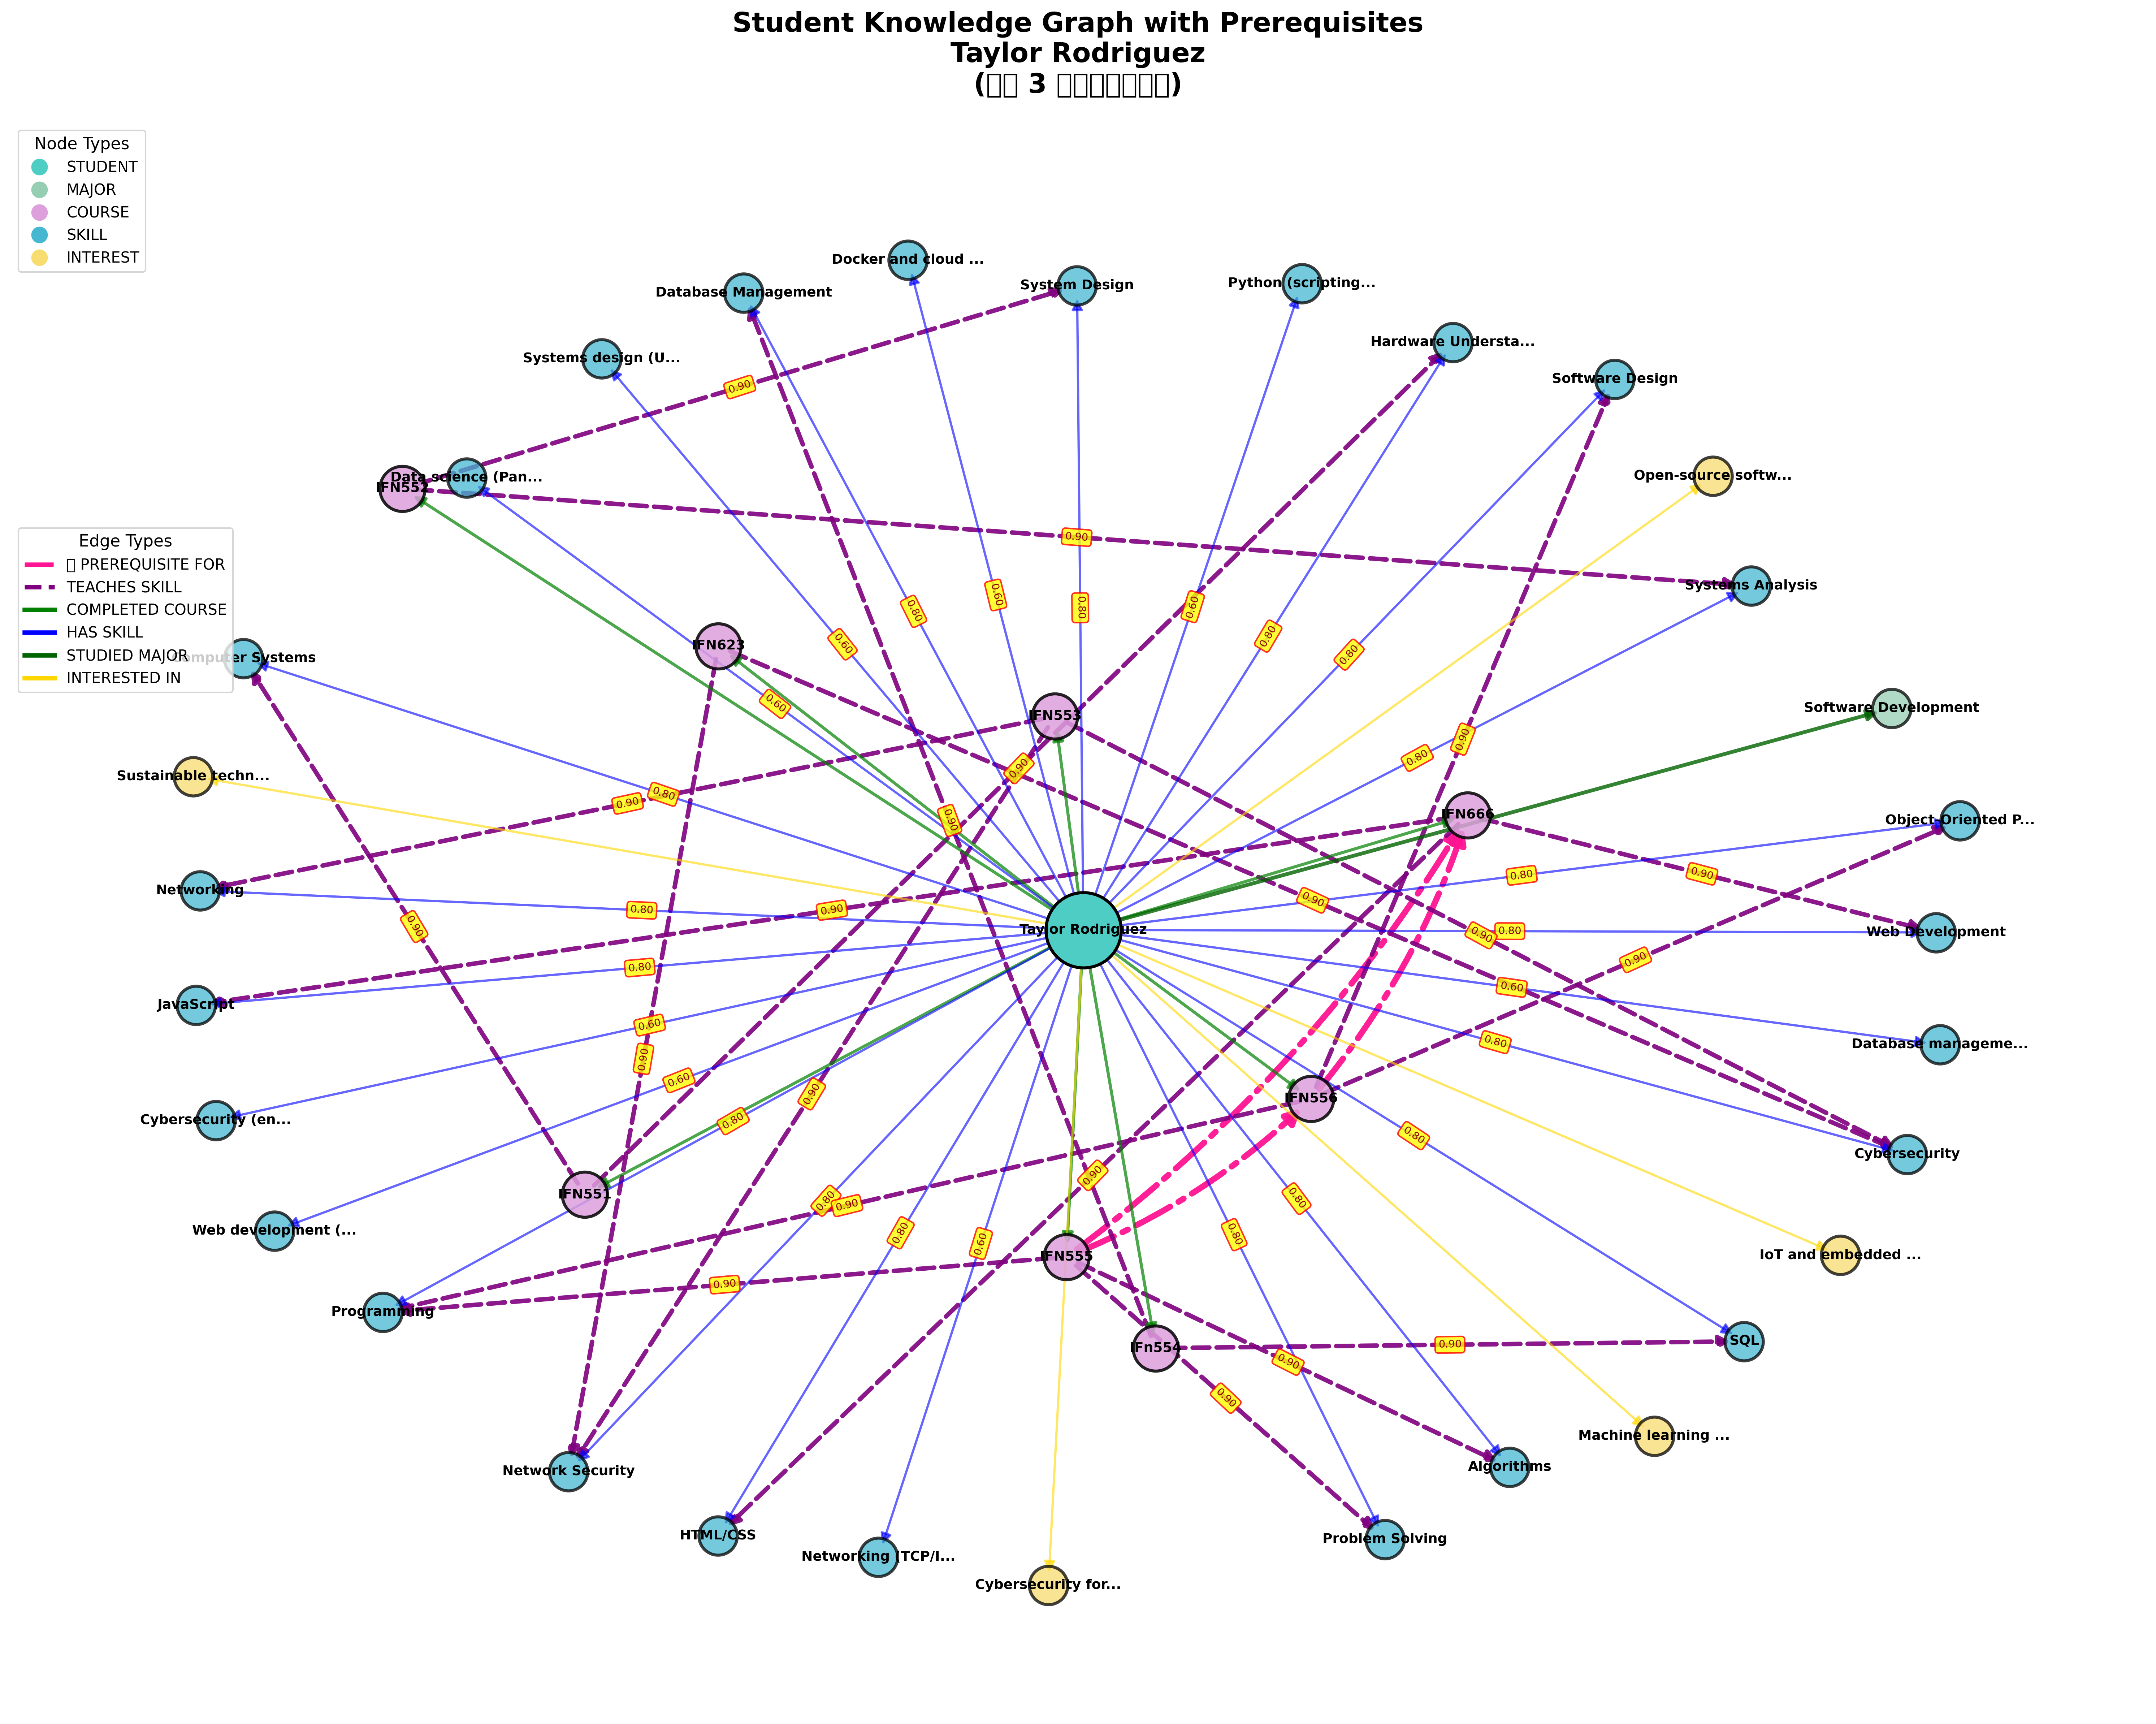 Student Knowledge Graph with Prerequisites
Taylor Rodriguez
(□□ 3 □□□□□□□)
Node Types
STUDENT
MAJOR
COURSE
SKILL
INTEREST
Edge Types
□ PREREQUISITE FOR
TEACHES SKILL
COMPLETED COURSE
HAS SKILL
STUDIED MAJOR
INTERESTED IN
Docker and cloud ...
System Design
Python (scripting...
Database Management
Hardware Understa...
Systems design (U...
Software Design
0.90
Data science (Pan...
IFN552
Open-source softw...
0.90
Systems Analysis
0.60
0.80
0.60
0.80
0.60
0.80
0.80
IFN623
Computer Systems
0.60
IFN553
Software Development
0.90
0.80
0.90
Sustainable techn...
0.90
0.80
0.90
IFN666
Object-Oriented P...
0.90
Networking
0.80
0.90
0.80
0.90
0.90
0.90
Taylor Rodriguez
0.90
0.80
Web Development
0.80
0.90
0.60
JavaScript
0.60
0.80
Database manageme...
0.90
0.60
0.90
IFN556
Cybersecurity (en...
0.80
0.80
Cybersecurity
0.90
IFN551
0.80
0.90
0.80
Web development (...
0.80
0.60
0.80
IFN555
IoT and embedded ...
0.90
Programming
IFn554
0.90
0.90
SQL
0.90
Machine learning ...
Network Security
Algorithms
HTML/CSS
Problem Solving
Networking (TCP/I...
Cybersecurity for...